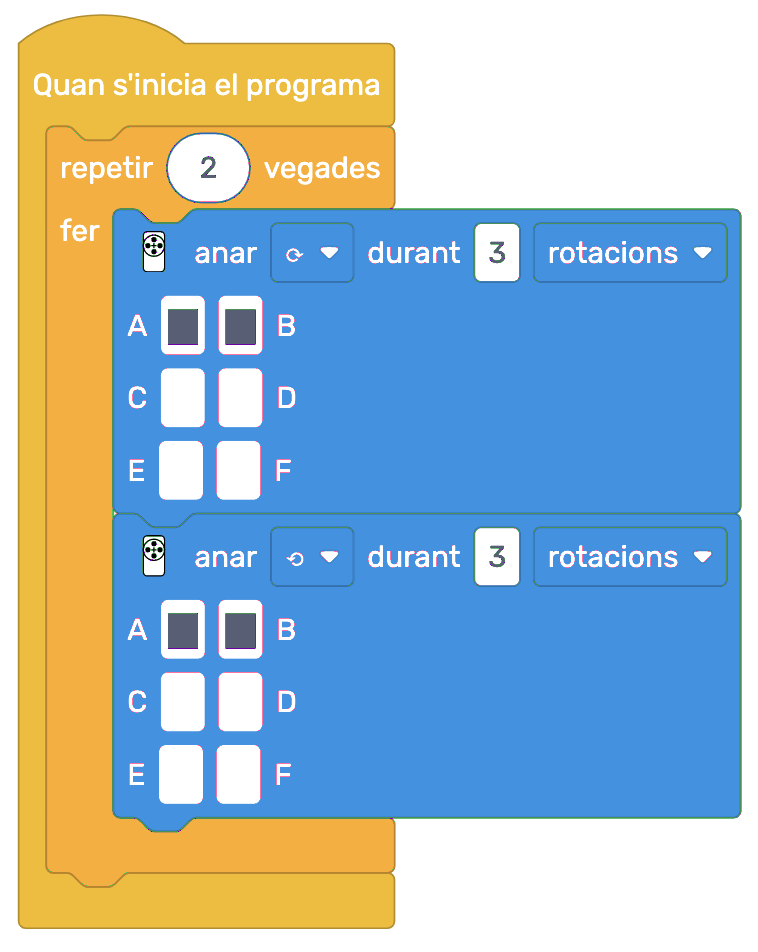 Quan s'inicia el programa
repetir 2 vegades
fer
anar ⟳ durant 3 rotacions
A B
C D
E F
anar ⟲ durant 3 rotacions
A B
C D
E F